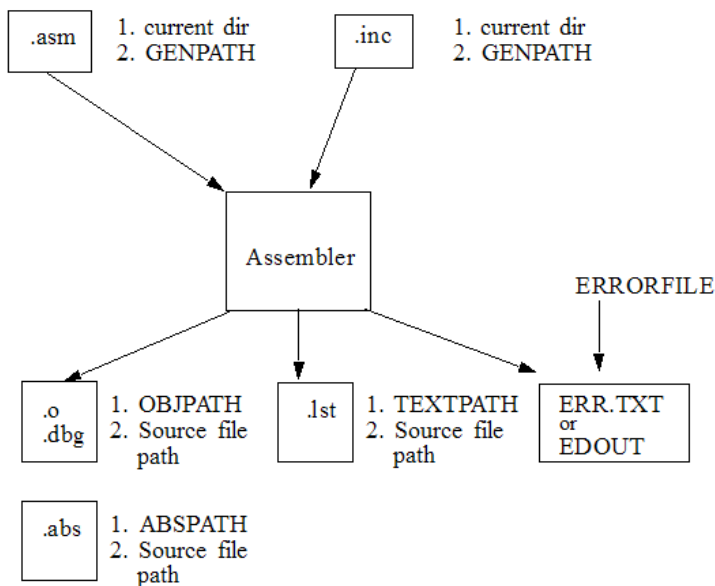 .asm
1. current dir
2. GENPATH
.inc
1. current dir
2. GENPATH
Assembler
ERRORFILE
.o
.dbg
1. OBJPATH
2. Source file
path
.lst
1. TEXTPATH
2. Source file
path
ERR.TXT
or
EDOUT
.abs
1. ABSPATH
2. Source file
path